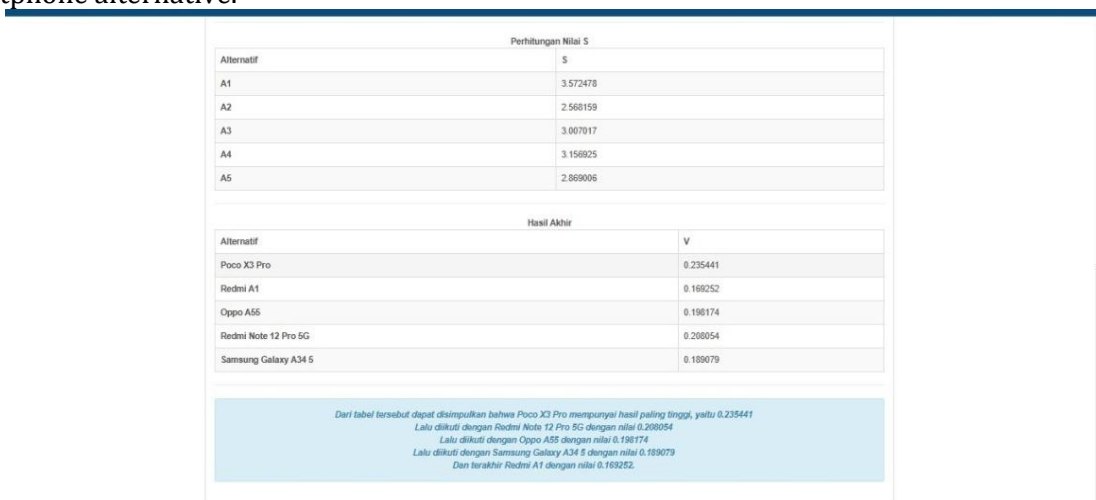 tphone alternative.
Perhitungan Nilai S
Alternatif S
A1 3.572478
A2 2.568159
A3 3.007017
A4 3.156925
A5 2.869006
Hasil Akhir
Alternatif V
Poco X3 Pro 0.235441
Redmi A1 0.169252
Oppo A55 0.198174
Redmi Note 12 Pro 5G 0.208054
Samsung Galaxy A34 5 0.189079
Dari tabel tersebut dapat disimpulkan bahwa Poco X3 Pro mempunyai hasil paling tinggi, yaitu 0.235441
Lalu diikuti dengan Redmi Note 12 Pro 5G dengan nilai 0.208054
Lalu diikuti dengan Oppo A55 dengan nilai 0.198174
Lalu diikuti dengan Samsung Galaxy A34 5 dengan nilai 0.189079
Dan terakhir Redmi A1 dengan nilai 0.169252.